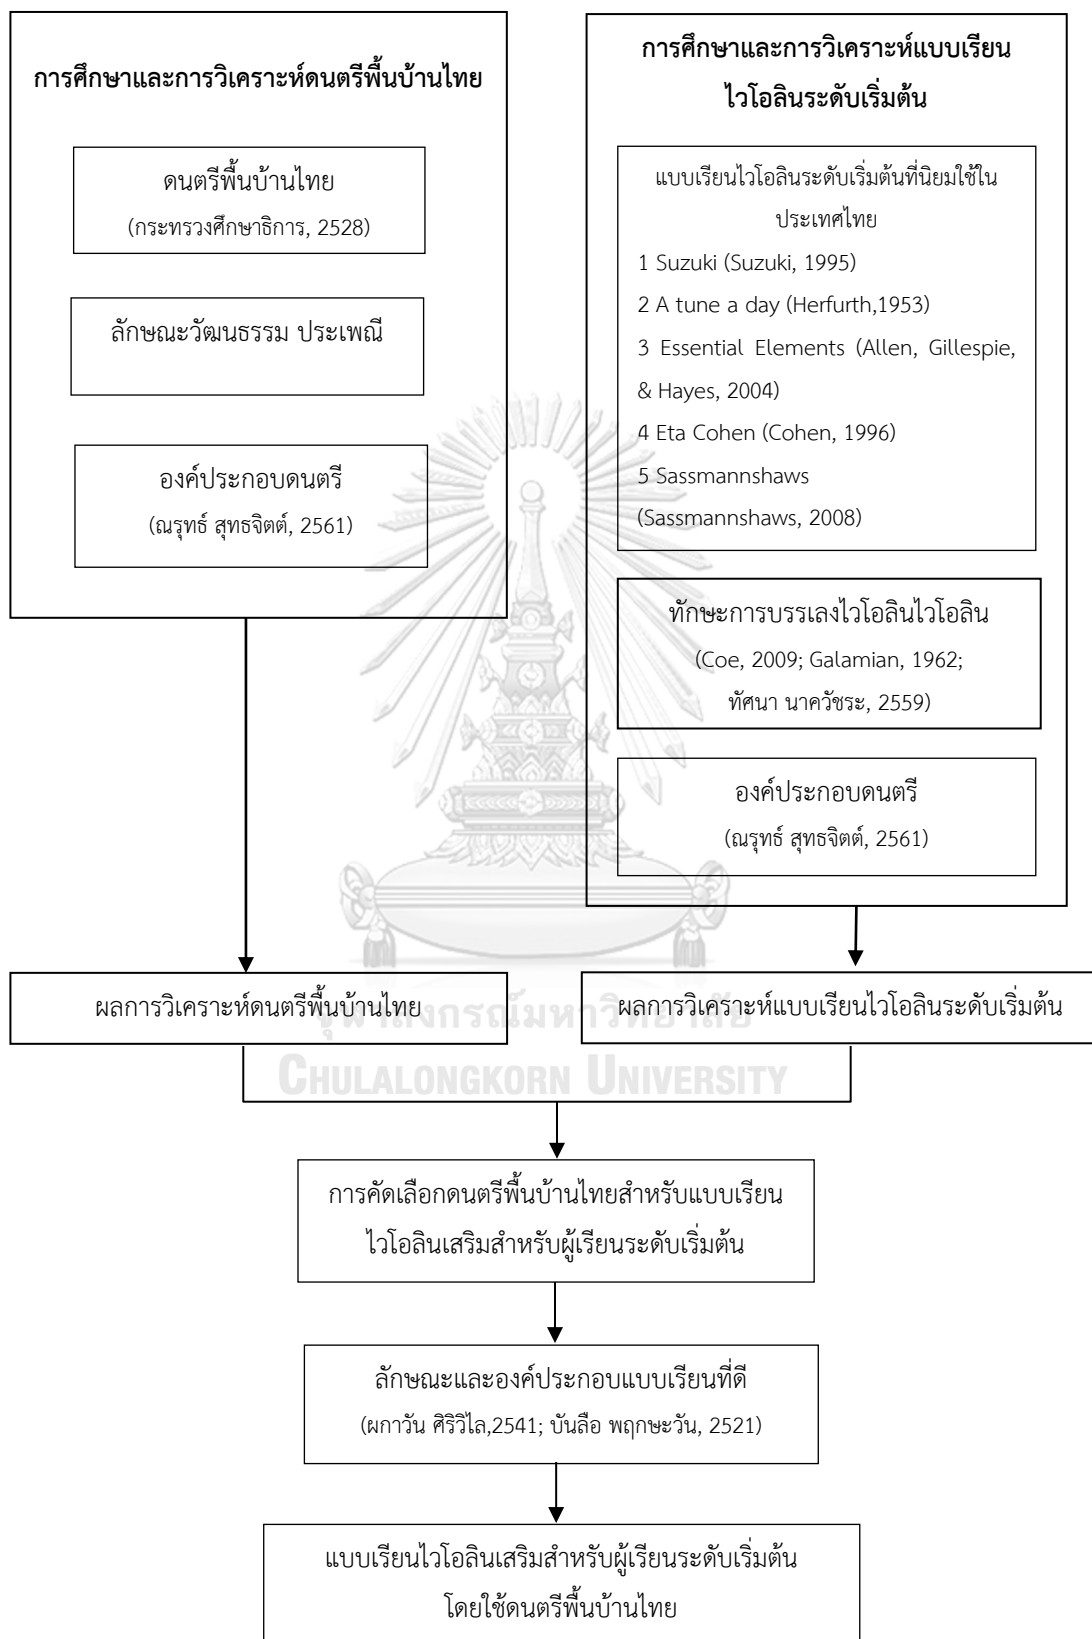 การศึกษาและการวิเคราะห์ดนตรีพื้นบ้านไทย
ดนตรีพื้นบ้านไทย
(กระทรวงศึกษาธิการ, 2528)
ลักษณะวัฒนธรรม ประเพณี
องค์ประกอบดนตรี
(ณรุทธ์ สุทธจิตต์, 2561)
การศึกษาและการวิเคราะห์แบบเรียน
ไวโอลินระดับเริ่มต้น
แบบเรียนไวโอลินระดับเริ่มต้นที่นิยมใช้ใน
ประเทศไทย
1 Suzuki (Suzuki, 1995)
2 A tune a day (Herfurth,1953)
3 Essential Elements (Allen, Gillespie,
& Hayes, 2004)
4 Eta Cohen (Cohen, 1996)
5 Sassmannshaws
(Sassmannshaws, 2008)
ทักษะการบรรเลงไวโอลินไวโอลิน
(Coe, 2009; Galamian, 1962;
ทัศนา นาควัชระ, 2559)
องค์ประกอบดนตรี
(ณรุทธ์ สุทธจิตต์, 2561)
ผลการวิเคราะห์ดนตรีพื้นบ้านไทย
ผลการวิเคราะห์แบบเรียนไวโอลินระดับเริ่มต้น
จุฬาลงกรณ์มหาวิทยาลัย
CHULALONGKORN UNIVERSITY
การคัดเลือกดนตรีพื้นบ้านไทยสำหรับแบบเรียน
ไวโอลินเสริมสำหรับผู้เรียนระดับเริ่มต้น
ลักษณะและองค์ประกอบแบบเรียนที่ดี
(ผกาวัน ศิริวิไล,2541; บันลือ พฤกษะวัน, 2521)
แบบเรียนไวโอลินเสริมสำหรับผู้เรียนระดับเริ่มต้น
โดยใช้ดนตรีพื้นบ้านไทย